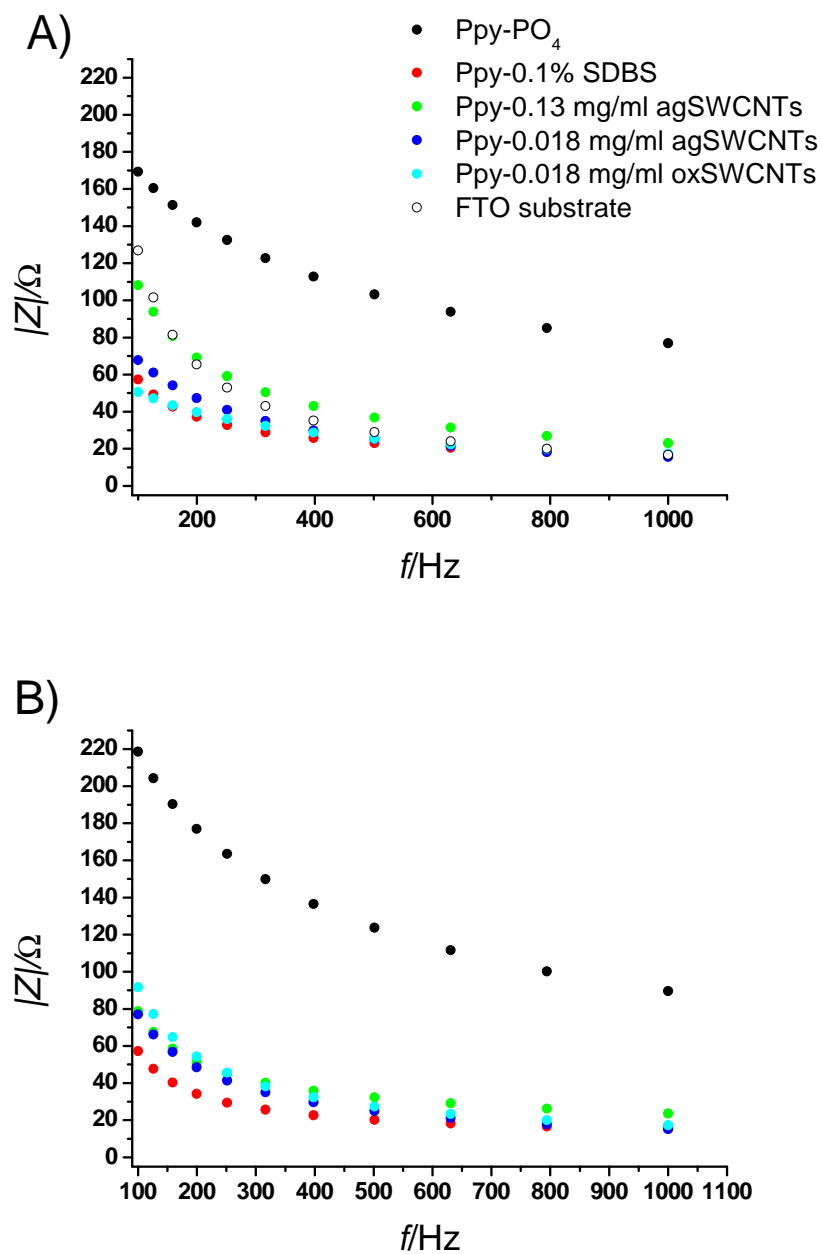 A)
Ppy-PO4
Ppy-0.1% SDBS
Ppy-0.13 mg/ml agSWCNTs
Ppy-0.018 mg/ml agSWCNTs
Ppy-0.018 mg/ml oxSWCNTs
FTO substrate
220
200
180
160
140
120
100
80
60
40
20
0
|Z|/Ω
200 400 600 800 1000
f/Hz
B)
220
200
180
160
140
120
100
80
60
40
20
0
|Z|/Ω
100 200 300 400 500 600 700 800 900 1000 1100
f/Hz